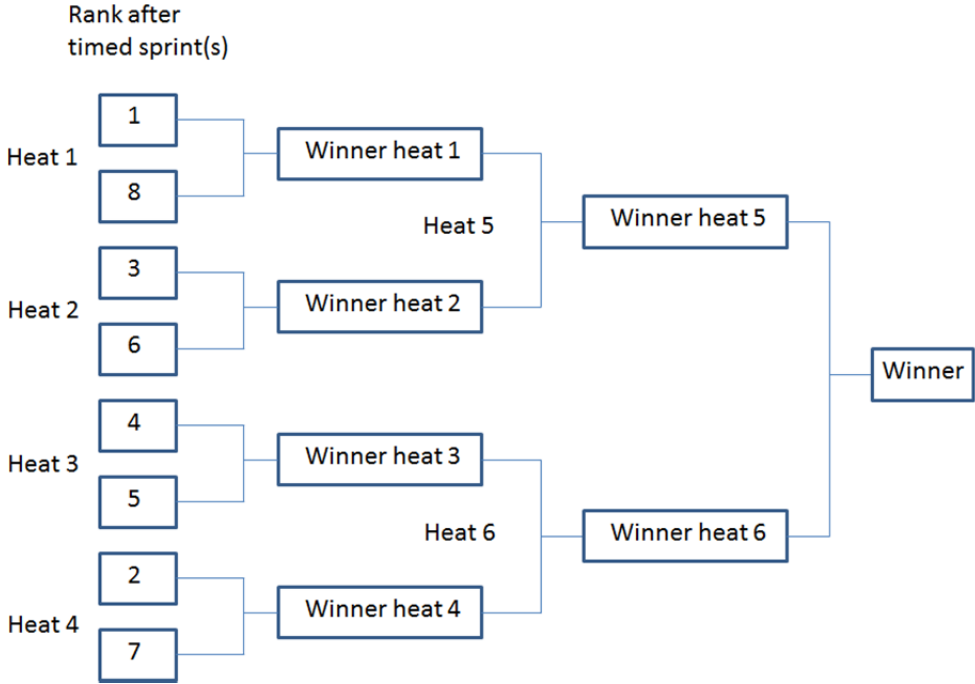 Rank after
timed sprint(s)
Heat 1
1
8
Winner heat 1
Heat 2
3
6
Winner heat 2
Heat 5
Winner heat 5
Heat 3
4
5
Winner heat 3
Heat 4
2
7
Winner heat 4
Heat 6
Winner heat 6
Winner